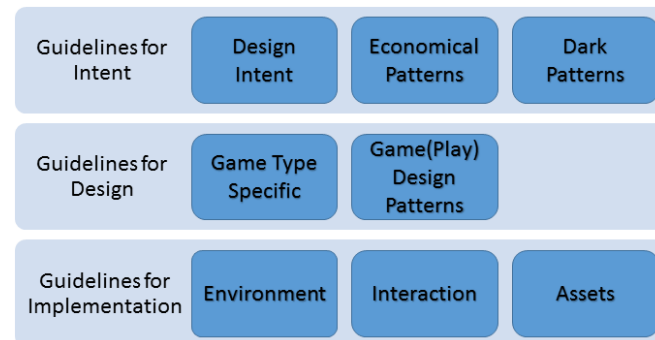 Guidelines for
Intent
Design
Intent
Economical
Patterns
Dark
Patterns
Guidelines for
Design
Game Type
Specific
Game(Play)
Design
Patterns
Guidelines for
Implementation
Environment
Interaction
Assets